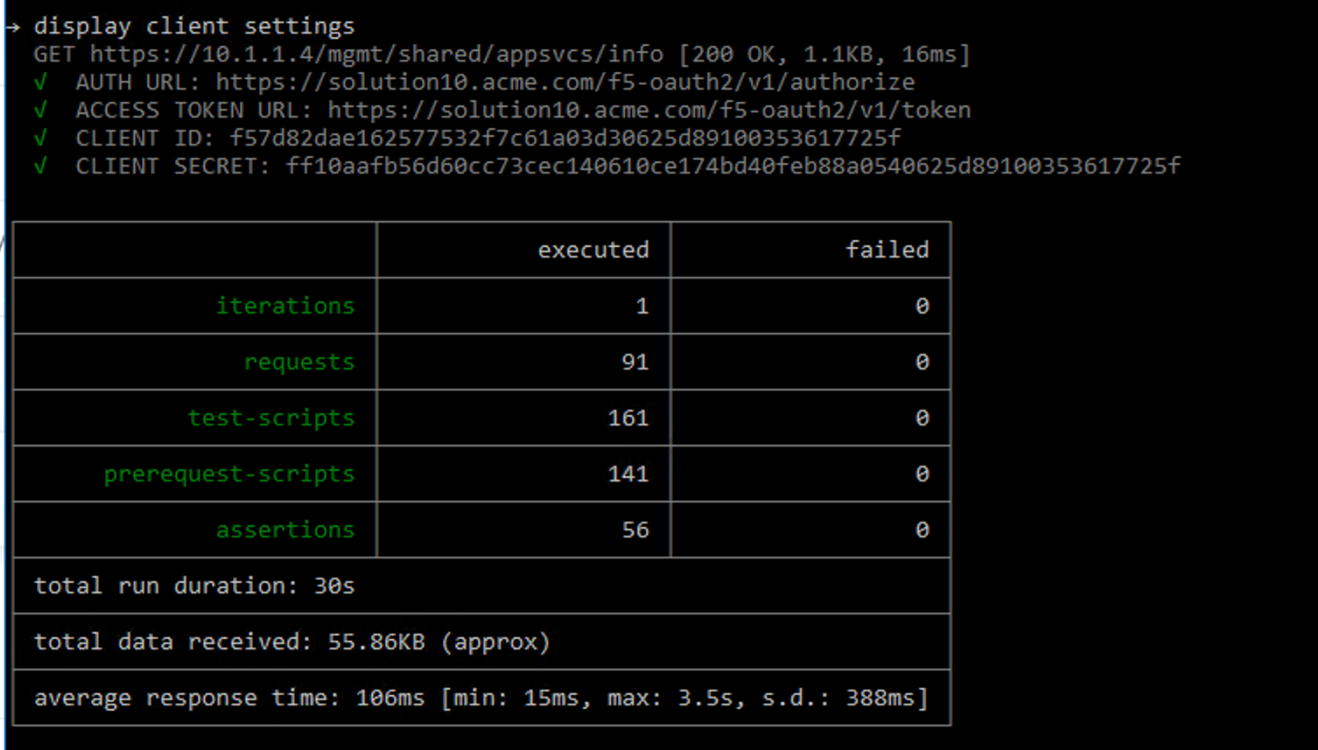 → display client settings
GET https://10.1.1.4/mgmt/shared/appsvcs/info [200 OK, 1.1KB, 16ms]
√ AUTH URL: https://solution10.acme.com/f5-oauth2/v1/authorize
√ ACCESS TOKEN URL: https://solution10.acme.com/f5-oauth2/v1/token
√ CLIENT ID: f57d82dae162577532f7c61a03d30625d89100353617725f
√ CLIENT SECRET: ff10aafb56d60cc73cec140610ce174bd40feb88a0540625d89100353617725f
executed failed
iterations 1 0
requests 91 0
test-scripts 161 0
prerequest-scripts 141 0
assertions 56 0
total run duration: 30s
total data received: 55.86KB (approx)
average response time: 106ms [min: 15ms, max: 3.5s, s.d.: 388ms]